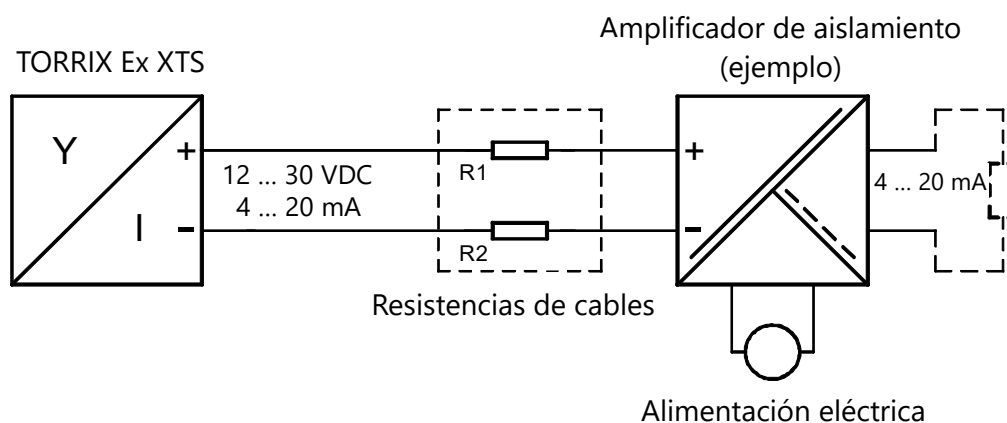 Amplificador de aislamiento
(ejemplo)
TORRIX Ex XTS
Y
I
+
-
12 ... 30 VDC
4 ... 20 mA
R1
R2
Resistencias de cables
+
-
4 ... 20 mA
Alimentación eléctrica